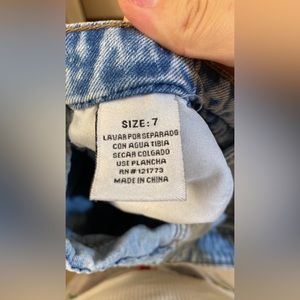 SIZE: 7
LAVAR POR SEPARADO
CON AGUA TIBIA
SECAR COLGADO
USE PLANCHA
RN # 121773
MADE IN CHINA